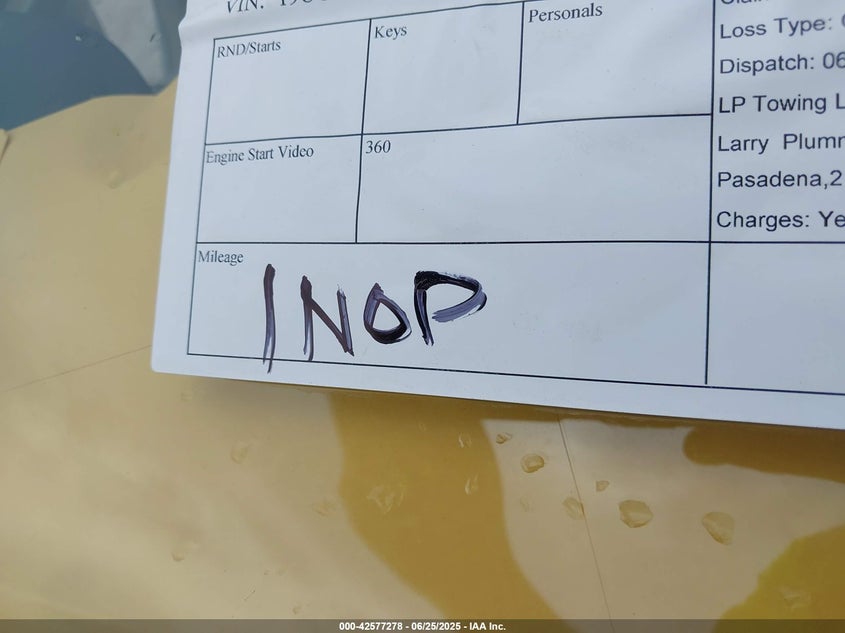 VIN:
RND/Starts
Keys
Personals
Engine Start Video
360
Mileage
INOP
Loss Type:
Dispatch: 06
LP Towing L
Larry Plumm
Pasadena,2
Charges: Ye
000-42577278 - 06/25/2025 - IAA Inc.